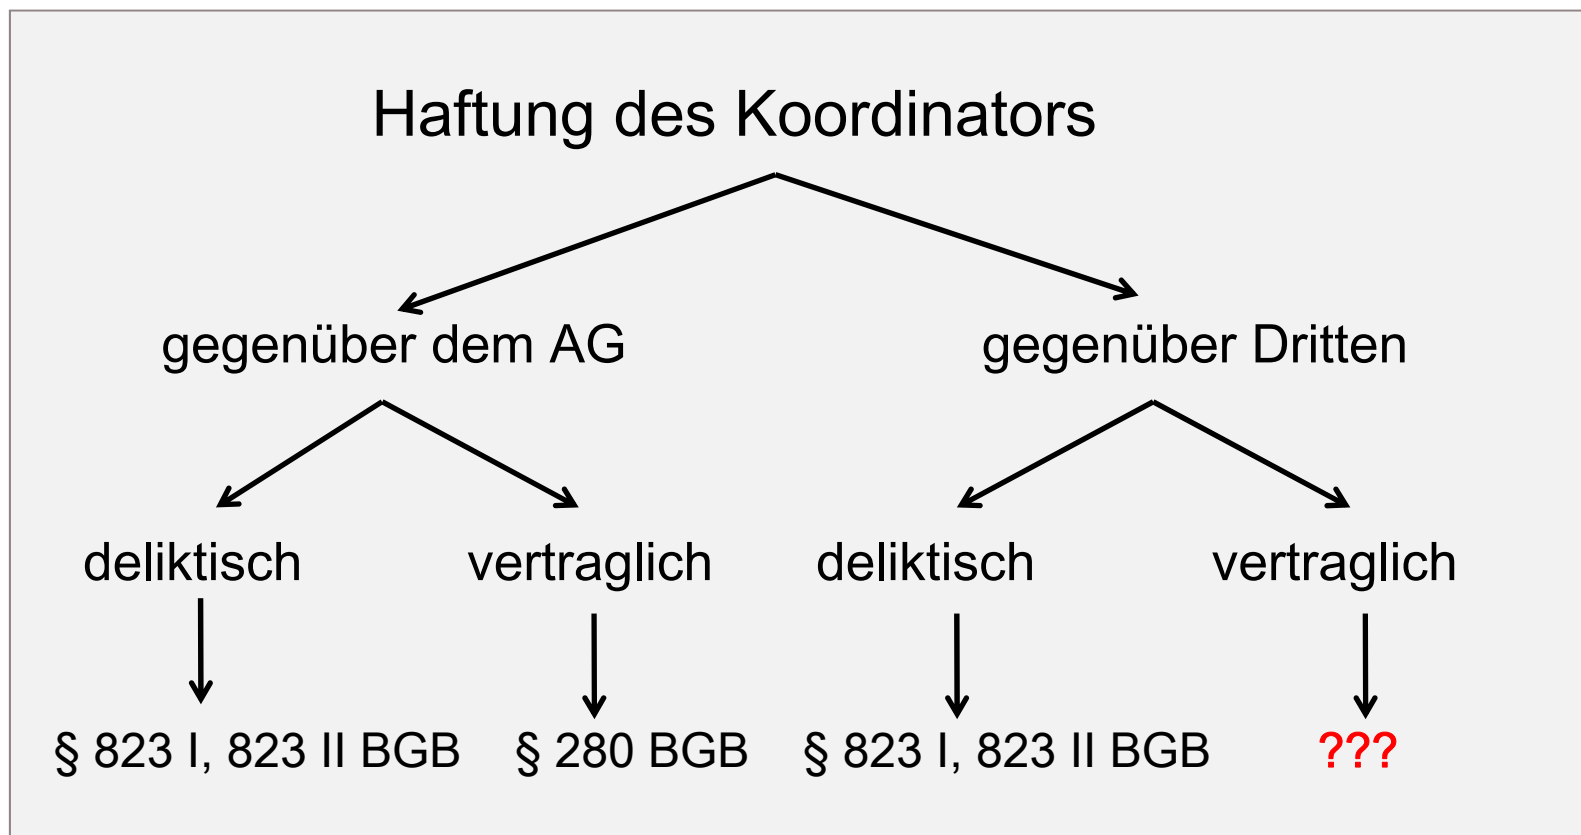 Haftung des Koordinators
gegenüber dem AG
gegenüber Dritten
deliktisch
vertraglich
deliktisch
vertraglich
§ 823 I, 823 II BGB
§ 280 BGB
§ 823 I, 823 II BGB
???